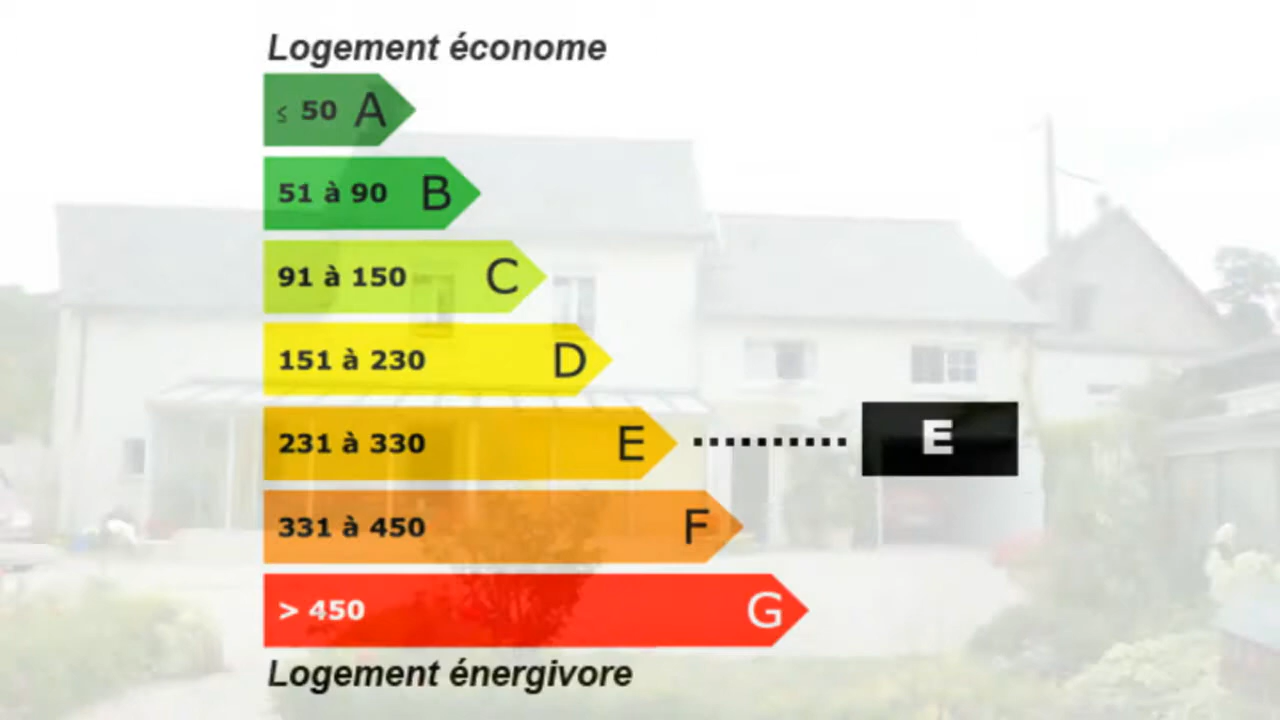 Logement économe
≤ 50 A
51 à 90 B
91 à 150 C
151 à 230 D
231 à 330 E
E
331 à 450 F
> 450 G
Logement énergivore